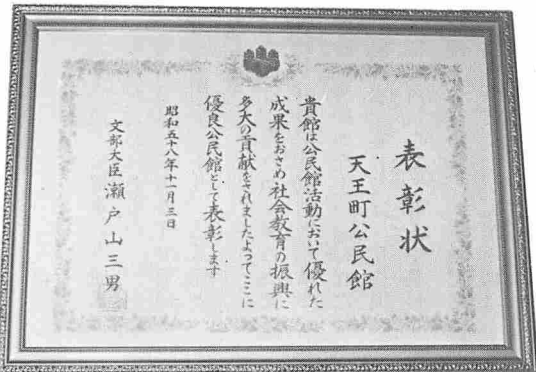 表彰状
天王町公民館
貴館は公民館活動において優れた
成果をおさめ社会教育の振興に
多大の貢献をされましたよってここに
優良公民館として表彰します
昭和五十八年十一月三日
文部大臣 瀬戸山三男